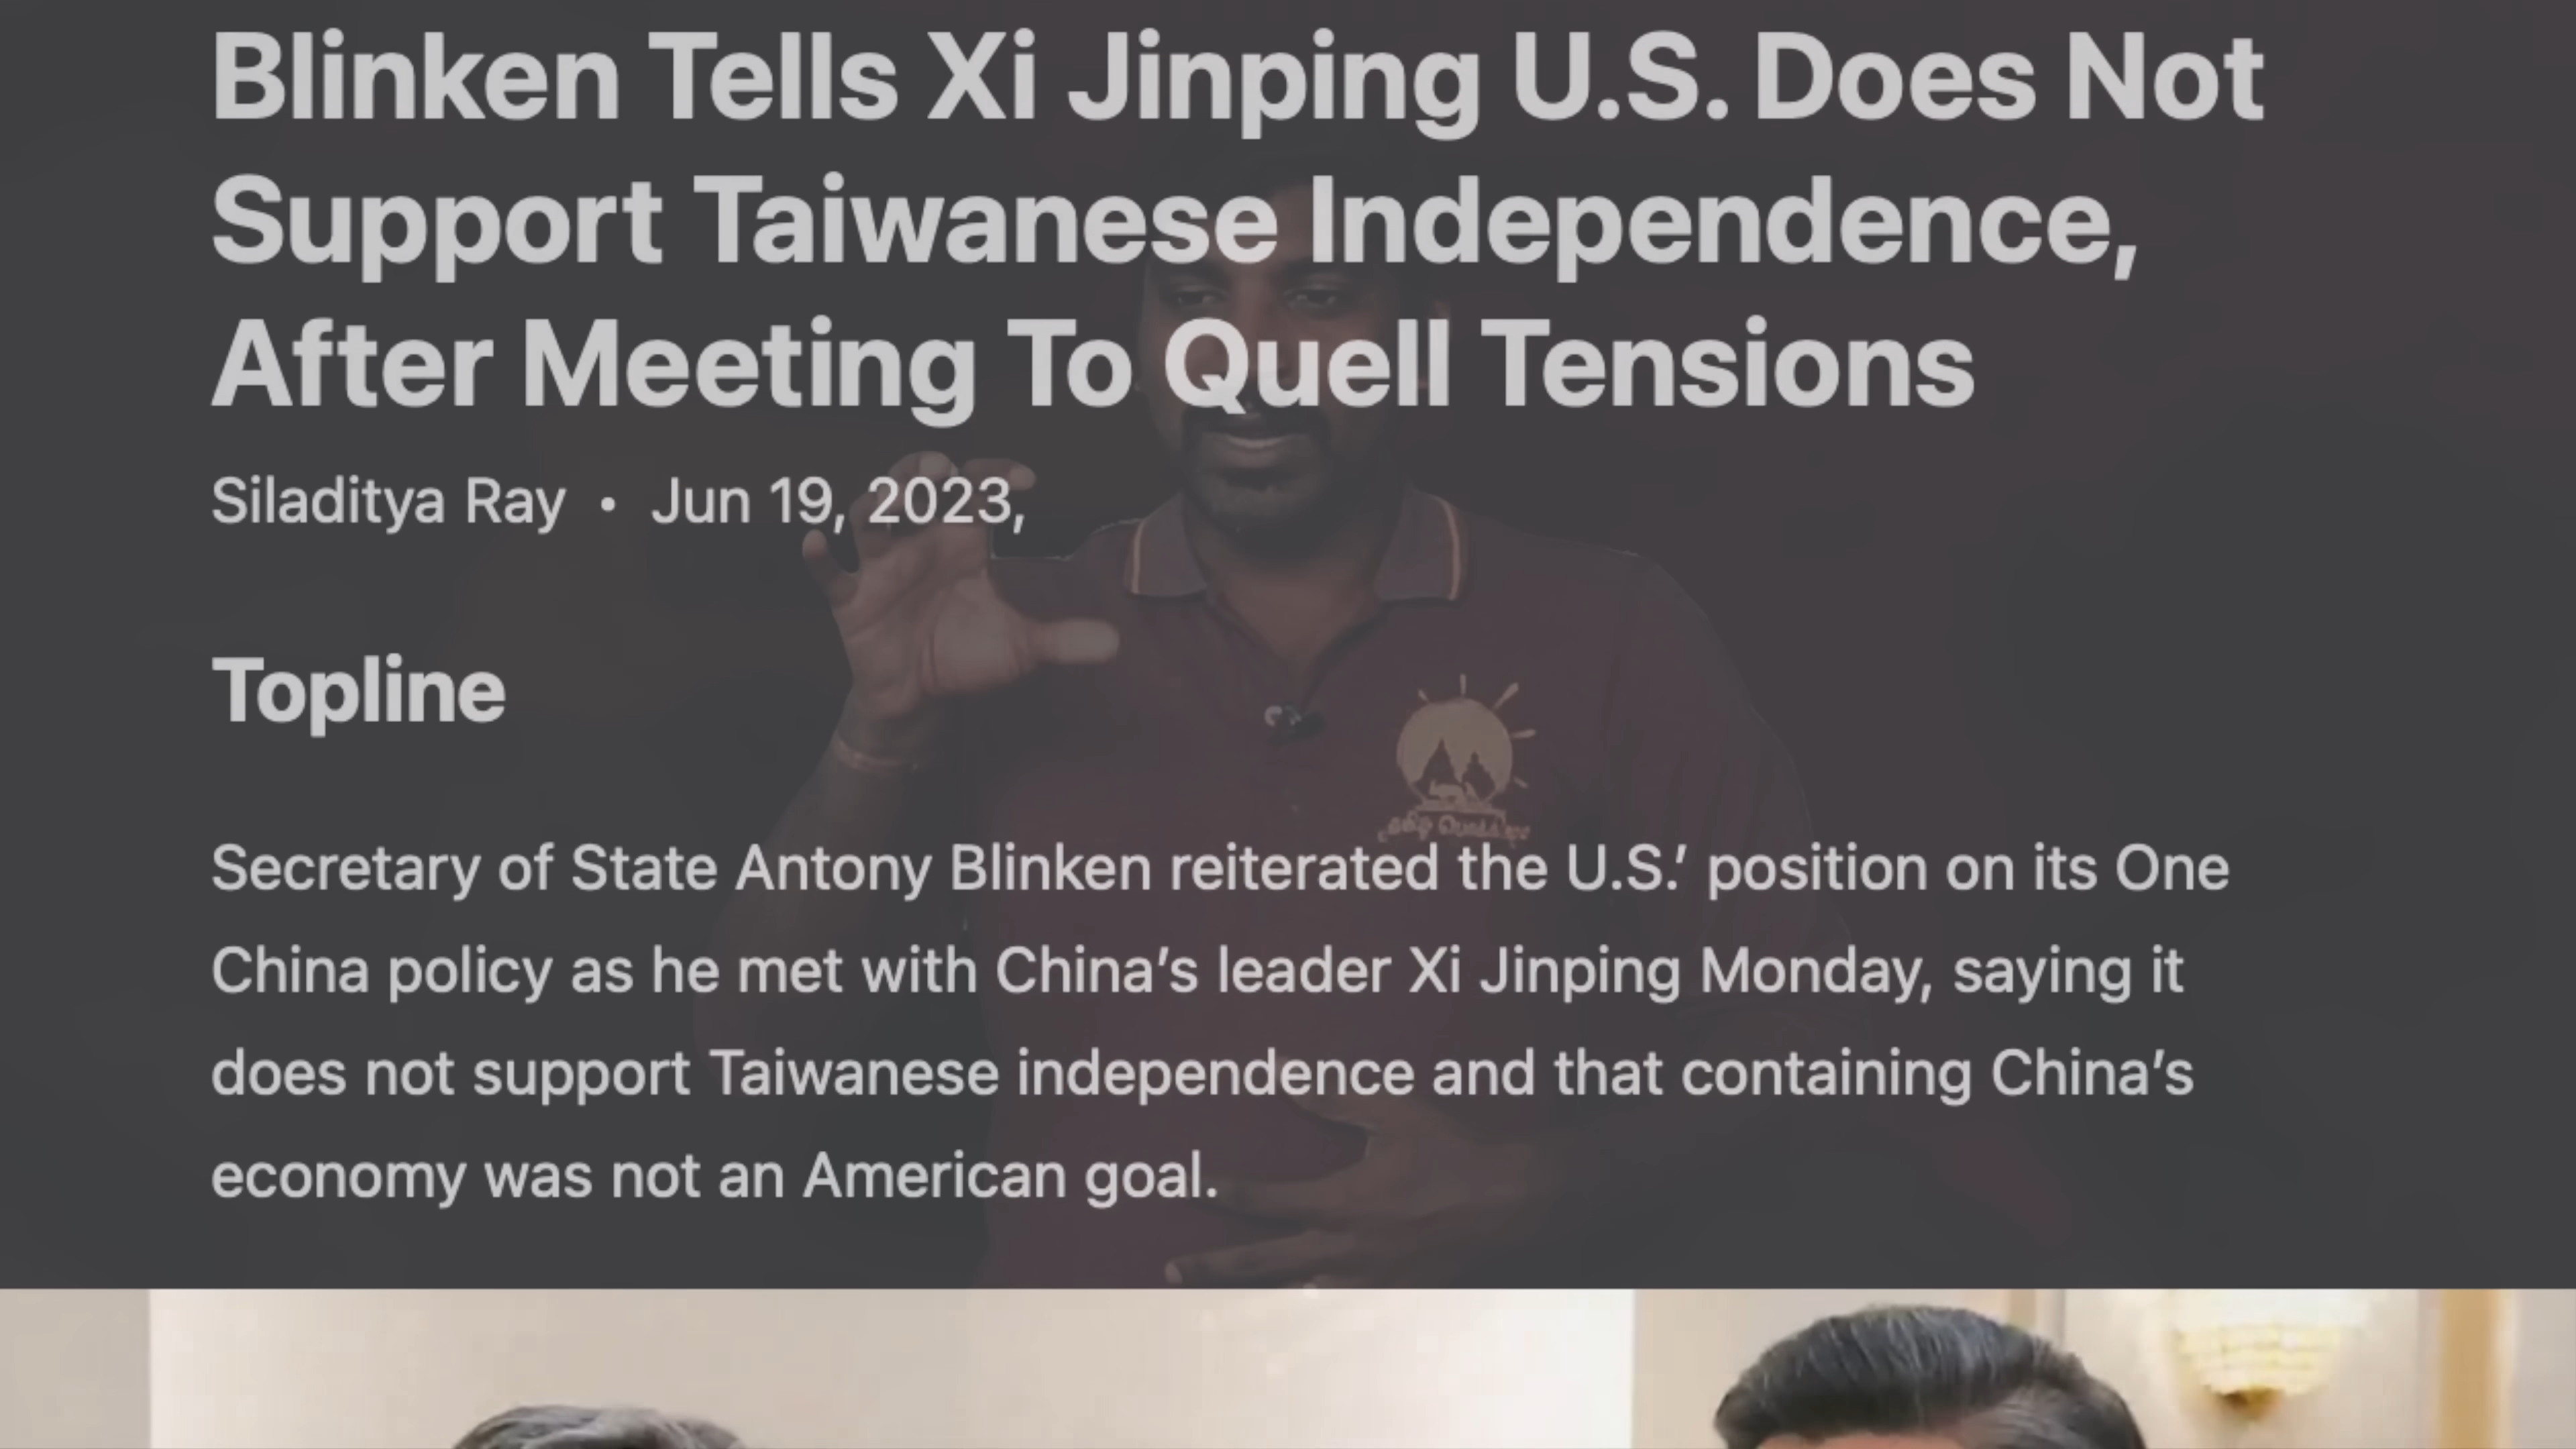 Blinken Tells Xi Jinping U.S. Does Not
Support Taiwanese Independence,
After Meeting To Quell Tensions
Siladitya Ray • Jun 19, 2023,
Topline
Secretary of State Antony Blinken reiterated the U.S.’ position on its One
China policy as he met with China’s leader Xi Jinping Monday, saying it
does not support Taiwanese independence and that containing China’s
economy was not an American goal.